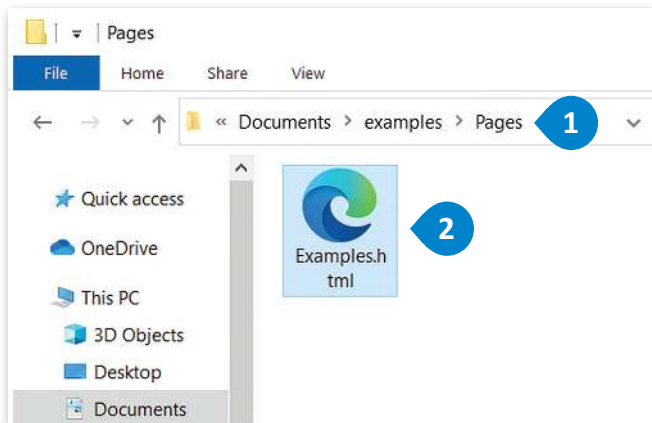 Pages
File Home Share View
« Documents > examples > Pages 1
Quick access
OneDrive
This PC
3D Objects
Desktop
Documents
Examples.h
tml
2